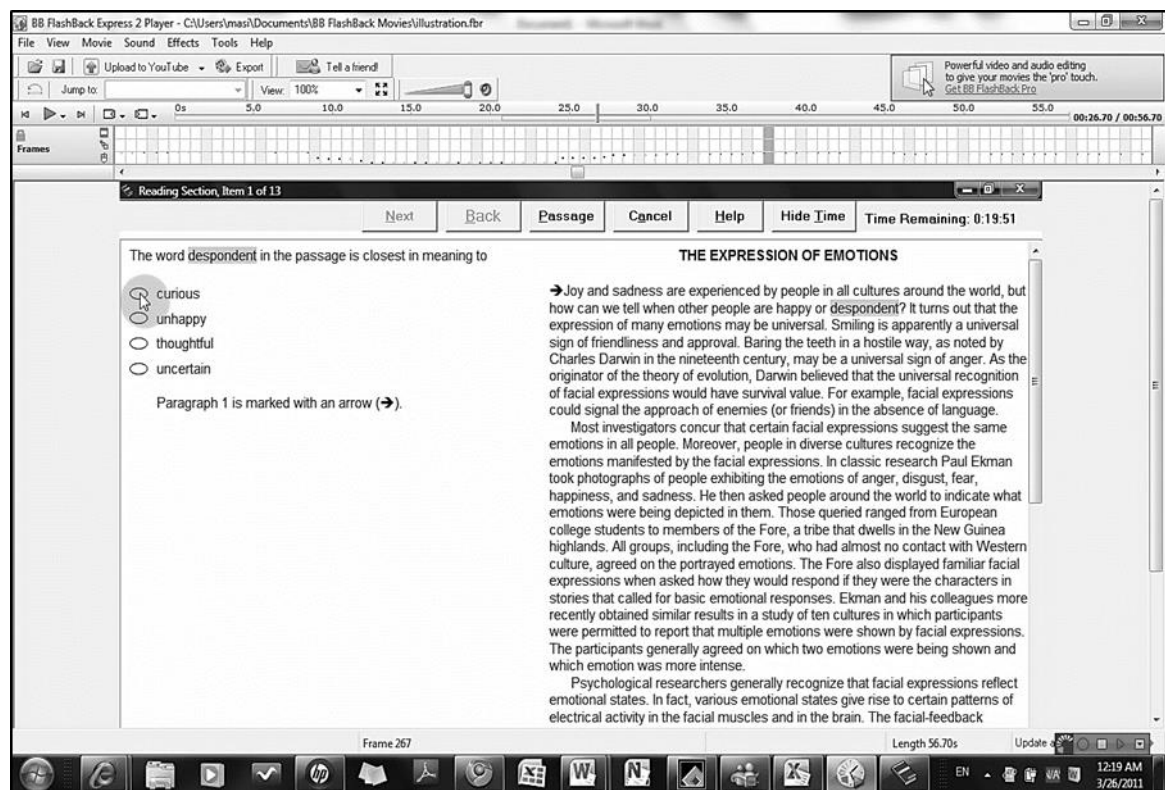 BB FlashBack Express 2 Player - C:\Users\masi\Documents\BB FlashBack Movies\illustration.fbr
File View Movie Sound Effects Tools Help
Upload to YouTube Export Tell a friend!
Powerful video and audio editing
to give your movies the 'pro' touch.
Get BB FlashBack Pro
Jump to: View: 100%
0s 5.0 10.0 15.0 20.0 25.0 30.0 35.0 40.0 45.0 50.0 55.0
00:26.70 / 00:56.70
Frames
Reading Section, Item 1 of 13
Next Back Passage Cancel Help Hide Time Time Remaining: 0:19:51
The word despondent in the passage is closest in meaning to
curious
unhappy
thoughtful
uncertain
Paragraph 1 is marked with an arrow (➔).
THE EXPRESSION OF EMOTIONS
➔Joy and sadness are experienced by people in all cultures around the world, but
how can we tell when other people are happy or despondent? It turns out that the
expression of many emotions may be universal. Smiling is apparently a universal
sign of friendliness and approval. Baring the teeth in a hostile way, as noted by
Charles Darwin in the nineteenth century, may be a universal sign of anger. As the
originator of the theory of evolution, Darwin believed that the universal recognition
of facial expressions would have survival value. For example, facial expressions
could signal the approach of enemies (or friends) in the absence of language.
Most investigators concur that certain facial expressions suggest the same
emotions in all people. Moreover, people in diverse cultures recognize the
emotions manifested by the facial expressions. In classic research Paul Ekman
took photographs of people exhibiting the emotions of anger, disgust, fear,
happiness, and sadness. He then asked people around the world to indicate what
emotions were being depicted in them. Those queried ranged from European
college students to members of the Fore, a tribe that dwells in the New Guinea
highlands. All groups, including the Fore, who had almost no contact with Western
culture, agreed on the portrayed emotions. The Fore also displayed familiar facial
expressions when asked how they would respond if they were the characters in
stories that called for basic emotional responses. Ekman and his colleagues more
recently obtained similar results in a study of ten cultures in which participants
were permitted to report that multiple emotions were shown by facial expressions.
The participants generally agreed on which two emotions were being shown and
which emotion was more intense.
Psychological researchers generally recognize that facial expressions reflect
emotional states. In fact, various emotional states give rise to certain patterns of
electrical activity in the facial muscles and in the brain. The facial-feedback
Frame 267 Length 56.70s Update
hp EN 12:19 AM
3/26/2011